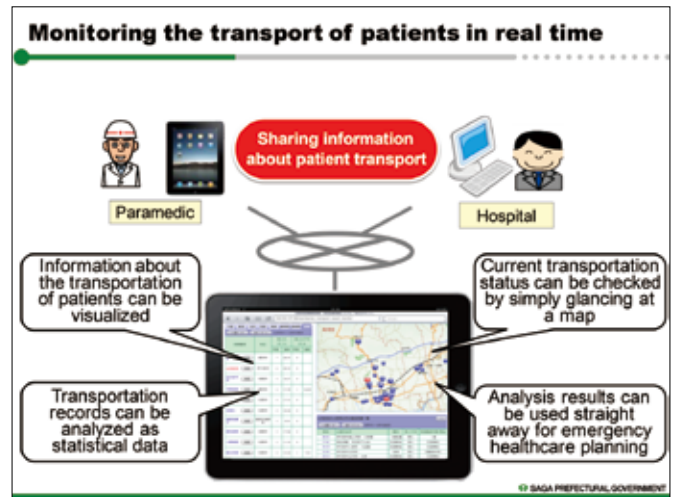 Monitoring the transport of patients in real time
Sharing information
about patient transport
Paramedic
Hospital
Information about
the transportation
of patients can be
visualized
Current transportation
status can be checked
by simply glancing at
a map
Transportation
records can be
analyzed as
statistical data
Analysis results can
be used straight
away for emergency
healthcare planning
SAGA PREFECTURAL GOVERNMENT